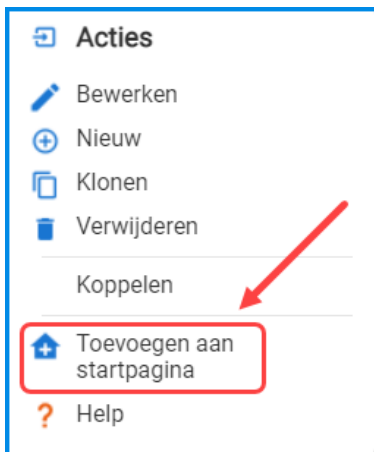 Acties
Bewerken
Nieuw
Klonen
Verwijderen
Koppelen
Toevoegen aan
startpagina
? Help